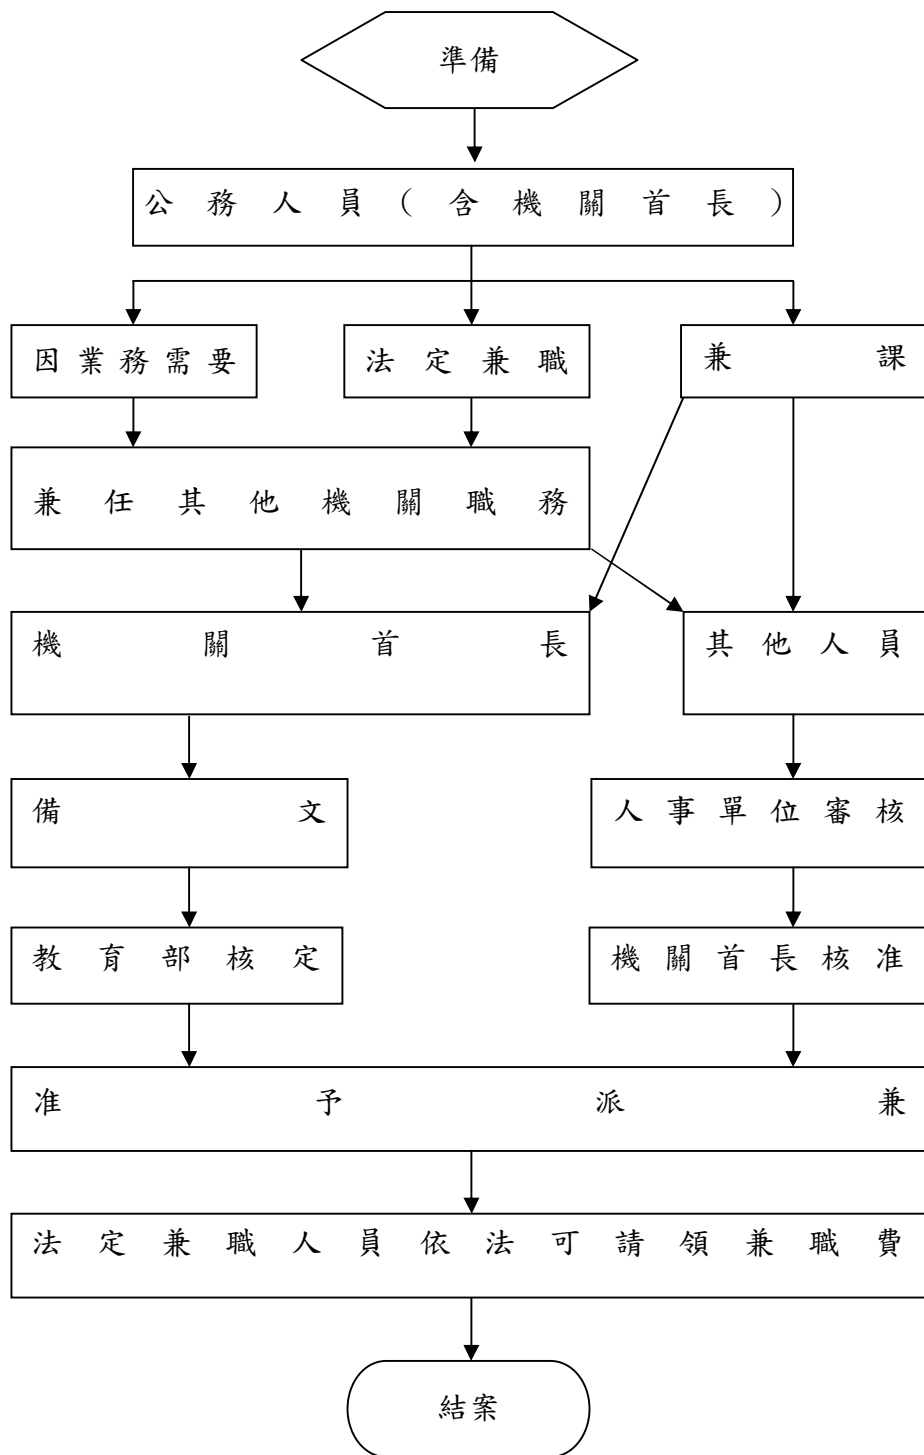 準備
公務人員（含機關首長）
因業務需要
法定兼職
兼課
兼任其他機關職務
機關首長
其他人員
備文
人事單位審核
教育部核定
機關首長核准
准予派兼
法定兼職人員依法可請領兼職費
結案